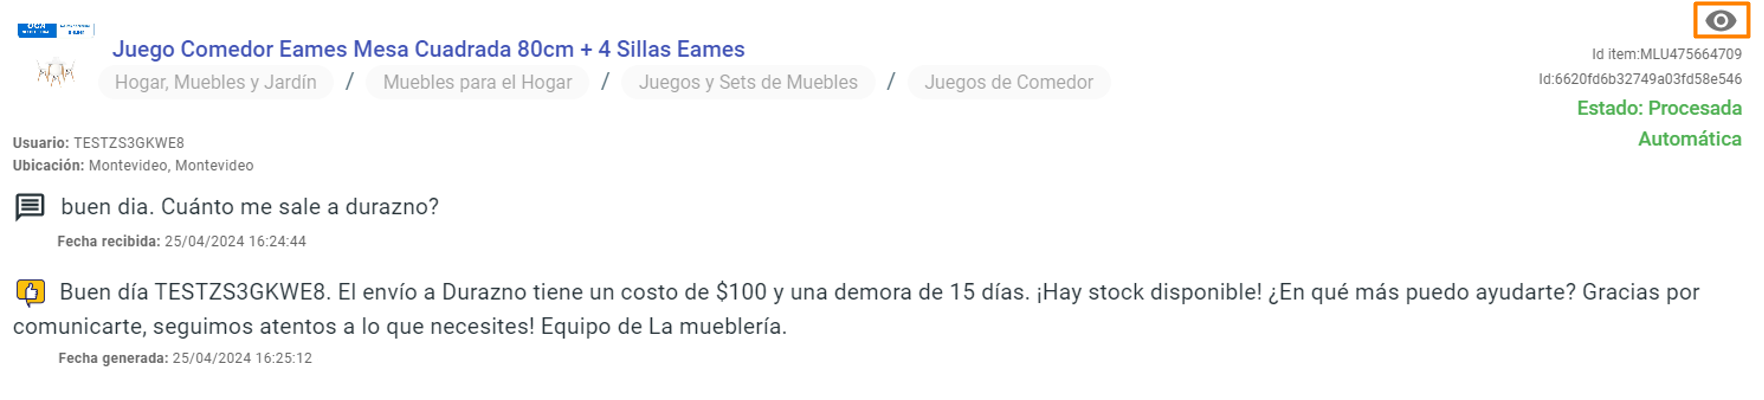 OCA
Juego Comedor Eames Mesa Cuadrada 80cm + 4 Sillas Eames
Hogar, Muebles y Jardín / Muebles para el Hogar / Juegos y Sets de Muebles / Juegos de Comedor
Id item:MLU475664709
Id:6620fd6b32749a03fd58e546
Estado: Procesada
Automática
Usuario: TESTZS3GKWE8
Ubicación: Montevideo, Montevideo
buen dia. Cuánto me sale a durazno?
Fecha recibida: 25/04/2024 16:24:44
Buen día TESTZS3GKWE8. El envío a Durazno tiene un costo de $100 y una demora de 15 días. ¡Hay stock disponible! ¿En qué más puedo ayudarte? Gracias por
comunicarte, seguimos atentos a lo que necesites! Equipo de La mueblería.
Fecha generada: 25/04/2024 16:25:12